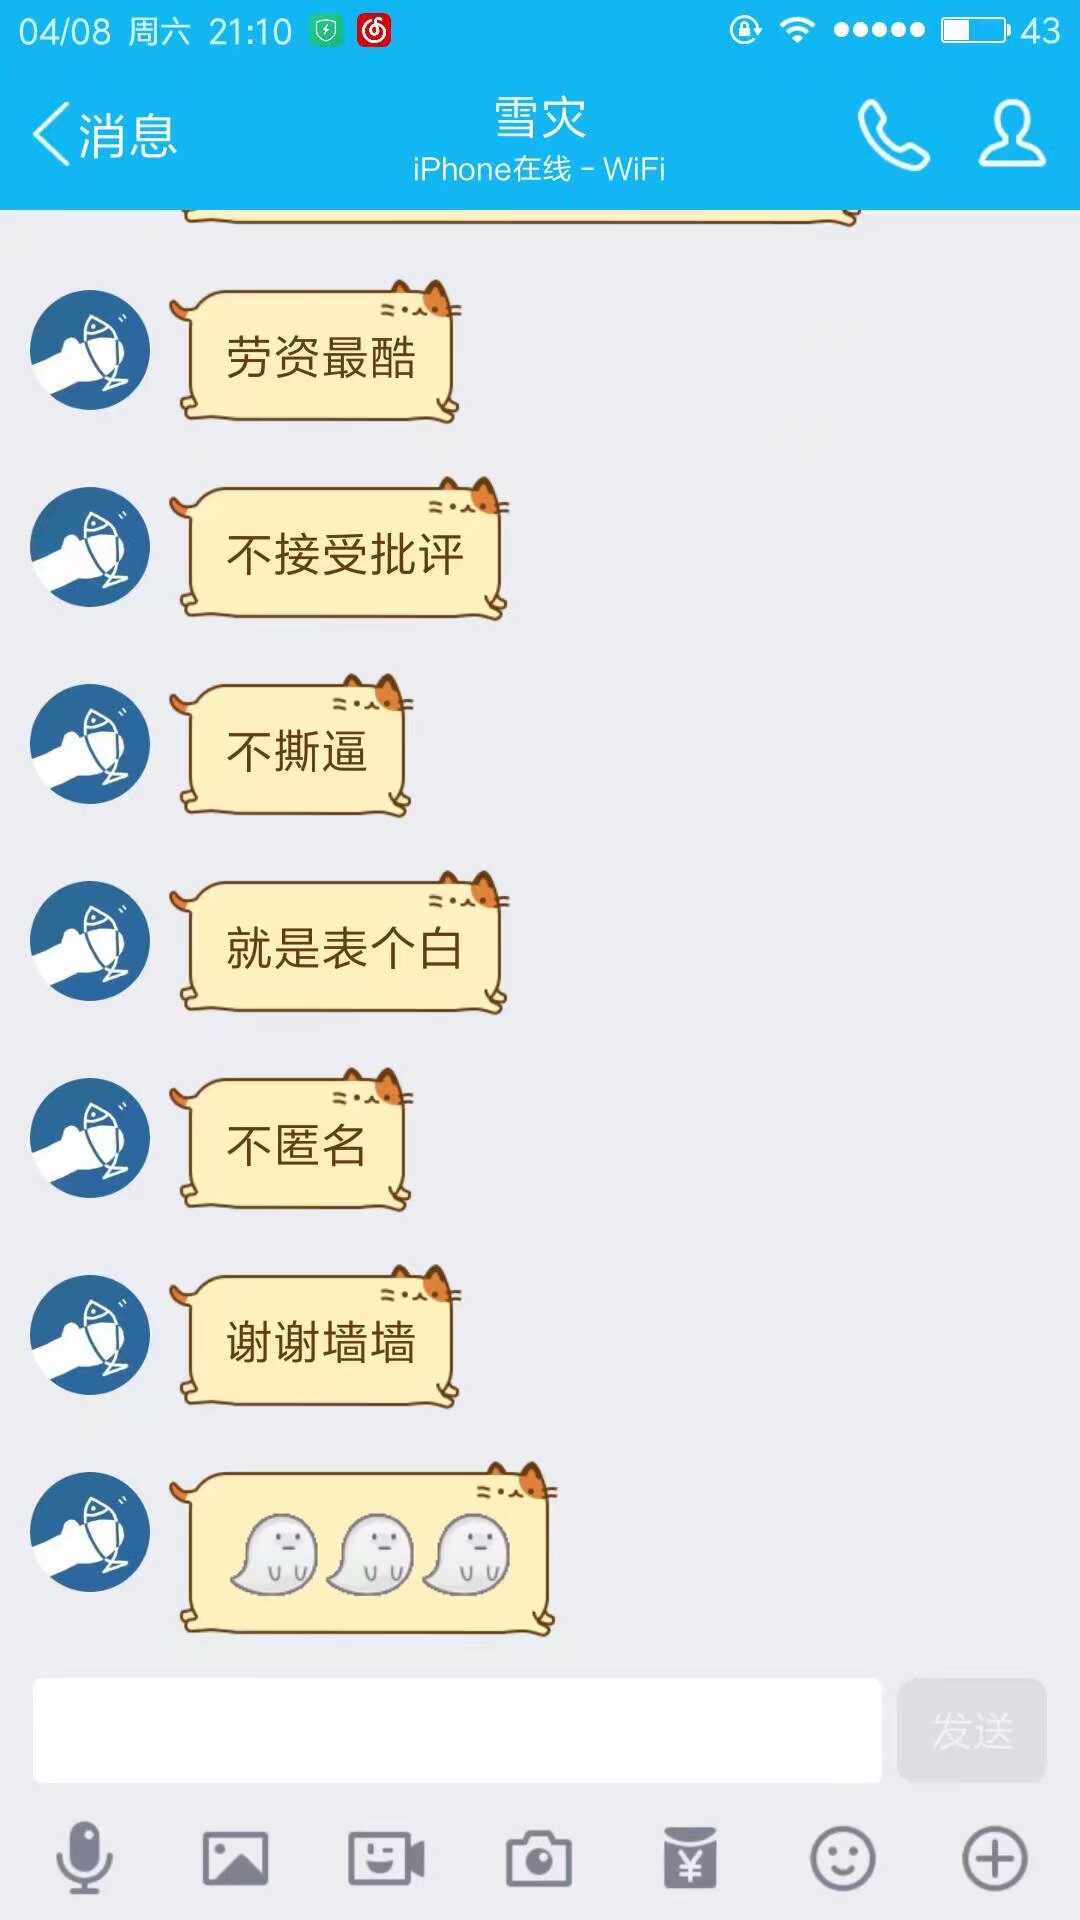 04/08 周六 21:10
43
消息
雪灾
iPhone在线 - WiFi
劳资最酷
不接受批评
不撕逼
就是表个白
不匿名
谢谢墙墙
发送